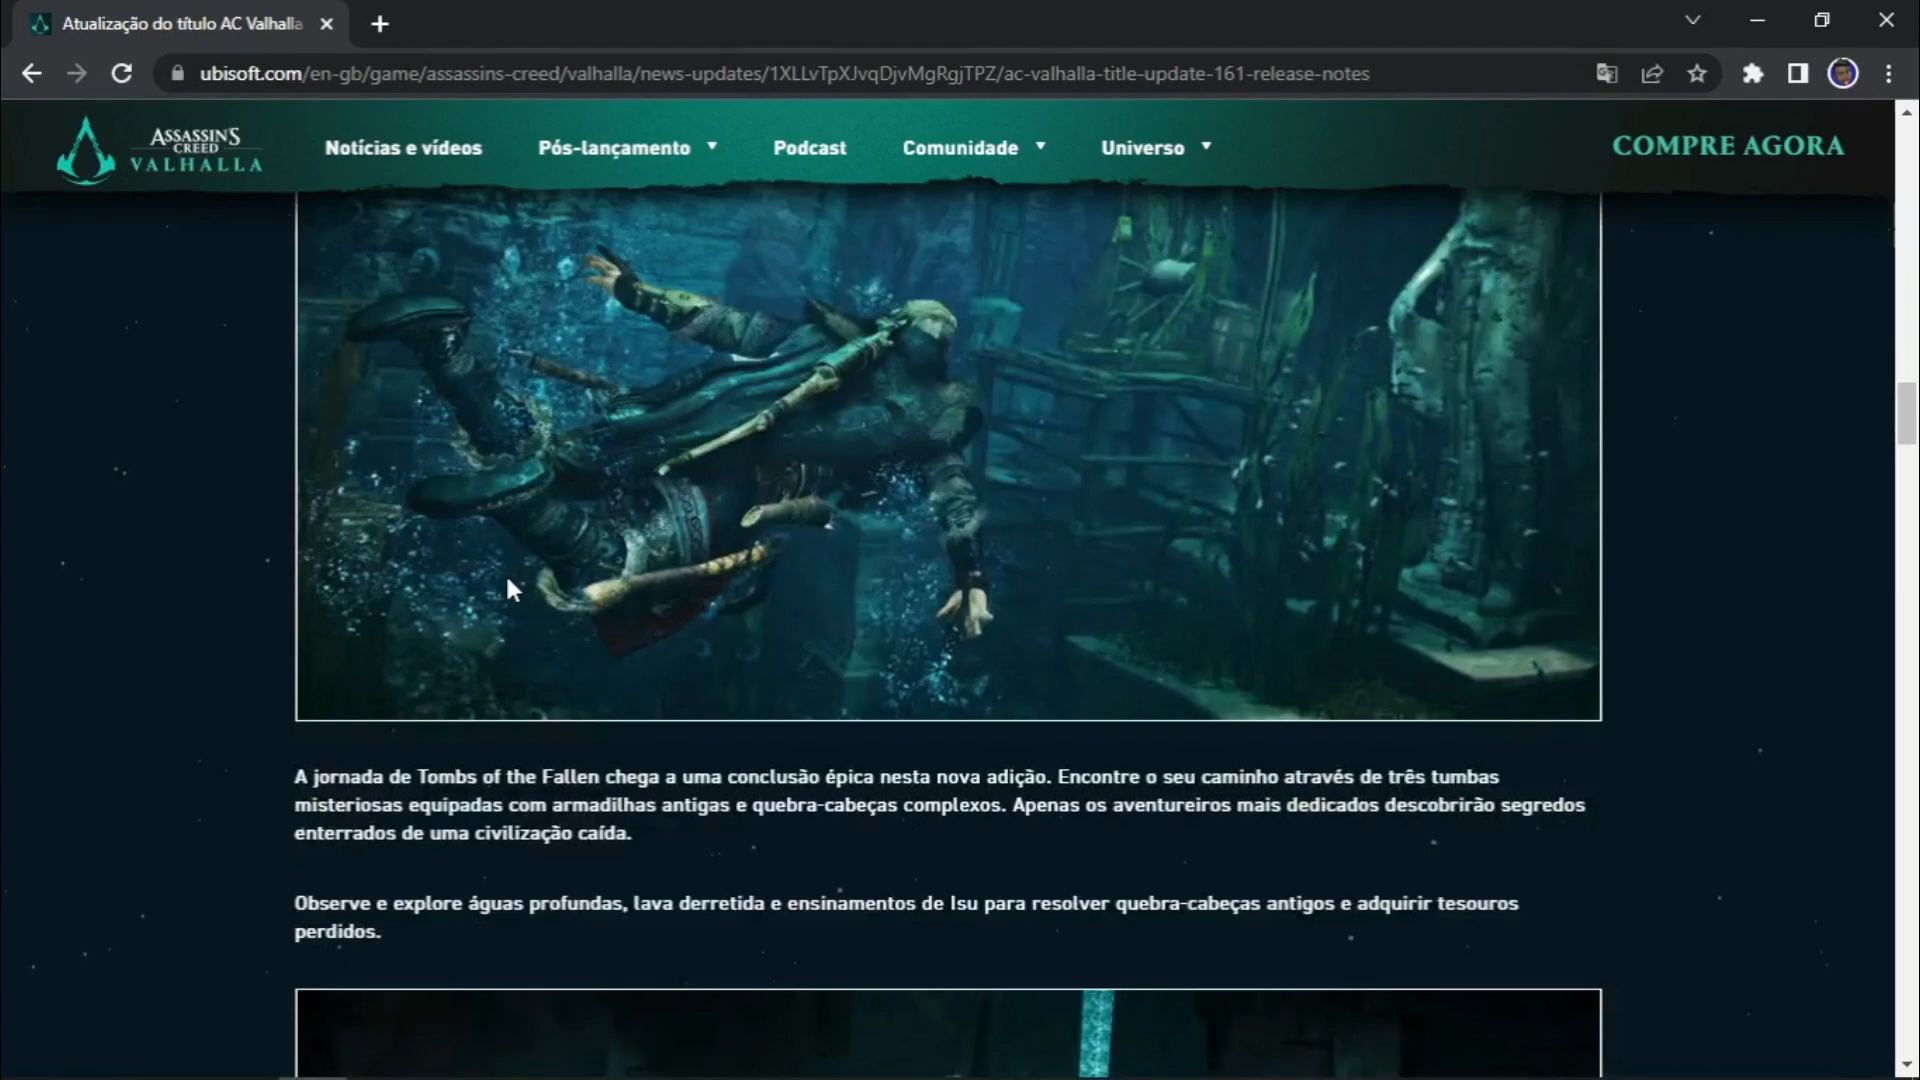 Atualização do título AC Valhalla
ubisoft.com/en-gb/game/assassins-creed/valhalla/news-updates/1XLLvTpXJvqDjvMgRgjTPZ/ac-valhalla-title-update-161-release-notes
ASSASSIN'S
CREED
VALHALLA
Notícias e vídeos
Pós-lançamento
Podcast
Comunidade
Universo
COMPRE AGORA
A jornada de Tombs of the Fallen chega a uma conclusão épica nesta nova adição. Encontre o seu caminho através de três tumbas
misteriosas equipadas com armadilhas antigas e quebra-cabeças complexos. Apenas os aventureiros mais dedicados descobrirão segredos
enterrados de uma civilização caída.
Observe e explore águas profundas, lava derretida e ensinamentos de Isu para resolver quebra-cabeças antigos e adquirir tesouros
perdidos.